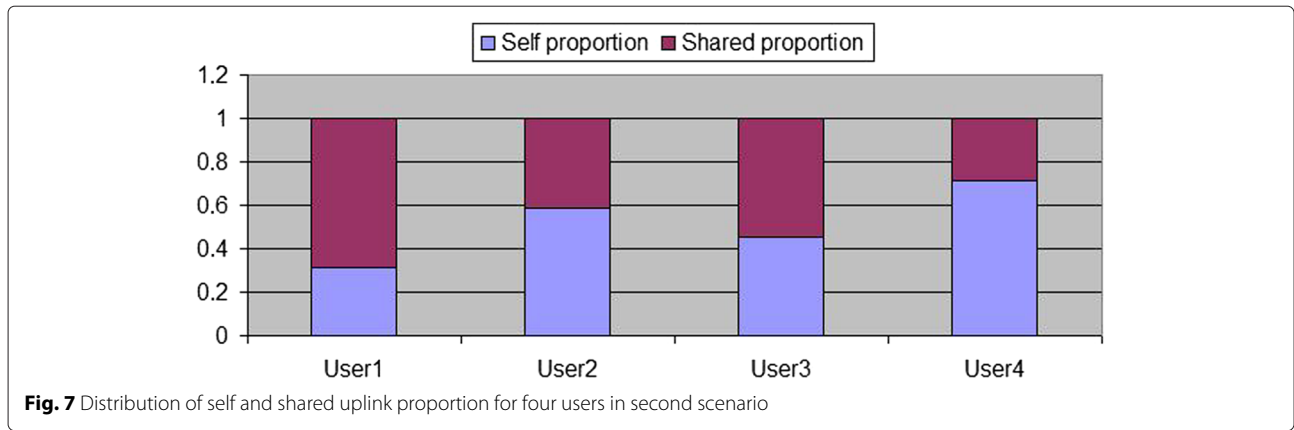 Self proportion Shared proportion
1.2
1
0.8
0.6
0.4
0.2
0
User1 User2 User3 User4
Fig. 7 Distribution of self and shared uplink proportion for four users in second scenario